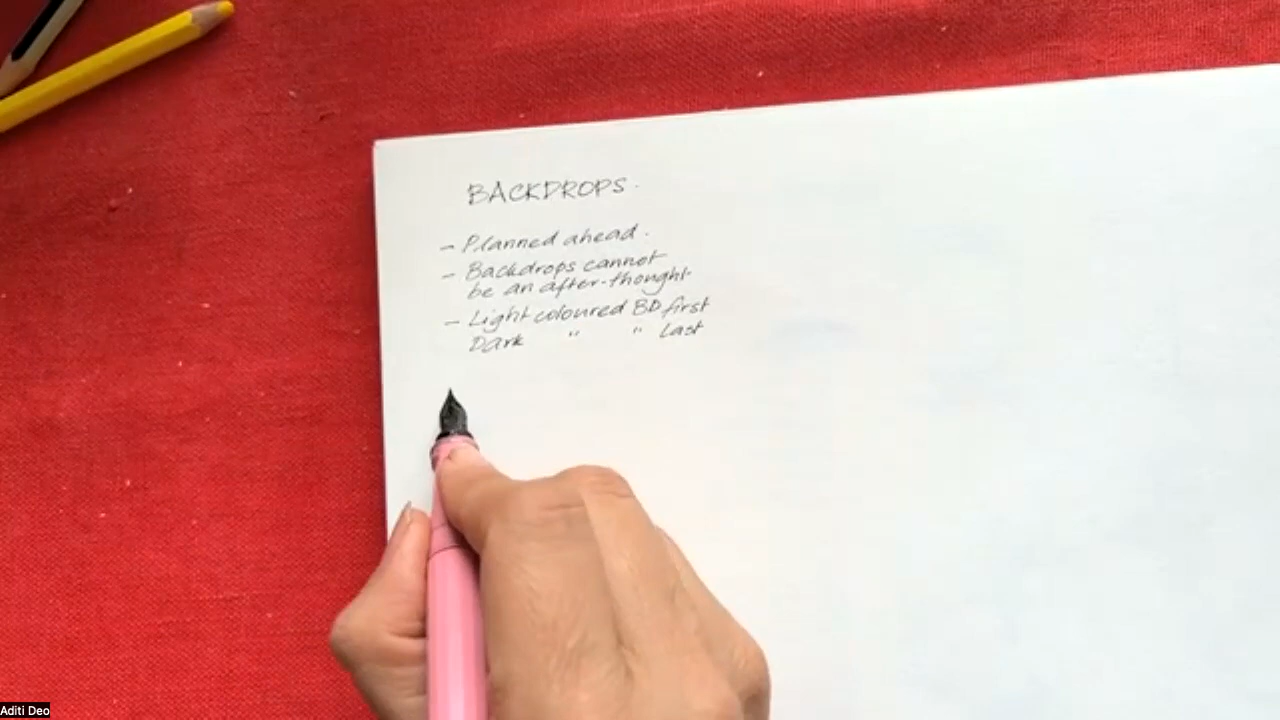 BACKDROPS.
- Planned ahead.
- Backdrops cannot
be an after-thought.
- Light coloured BD first
Dark " " Last
Aditi Deo